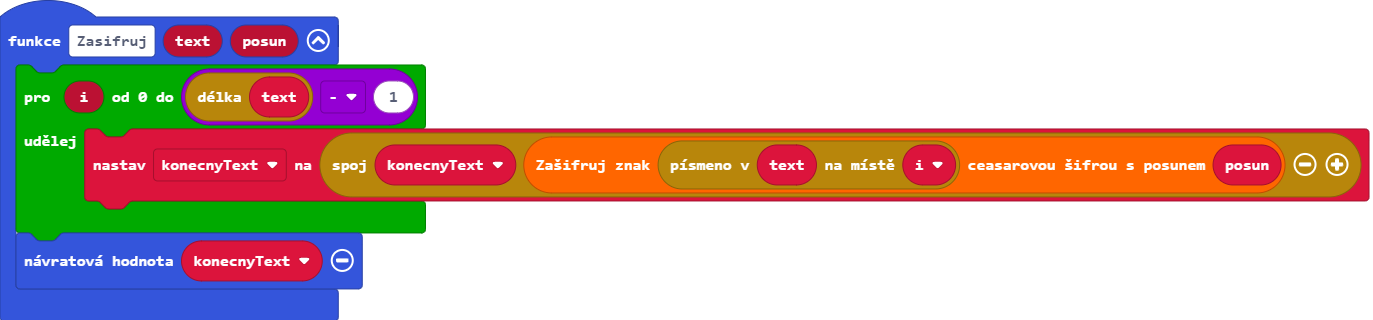 funkce Zasifruj text posun
pro i od 0 do délka text - 1
udělej
nastav konecnyText na spoj konecnyText Zašifruj znak písmeno v text na místě i ceasarovou šifrou s posunem posun
návratová hodnota konecnyText